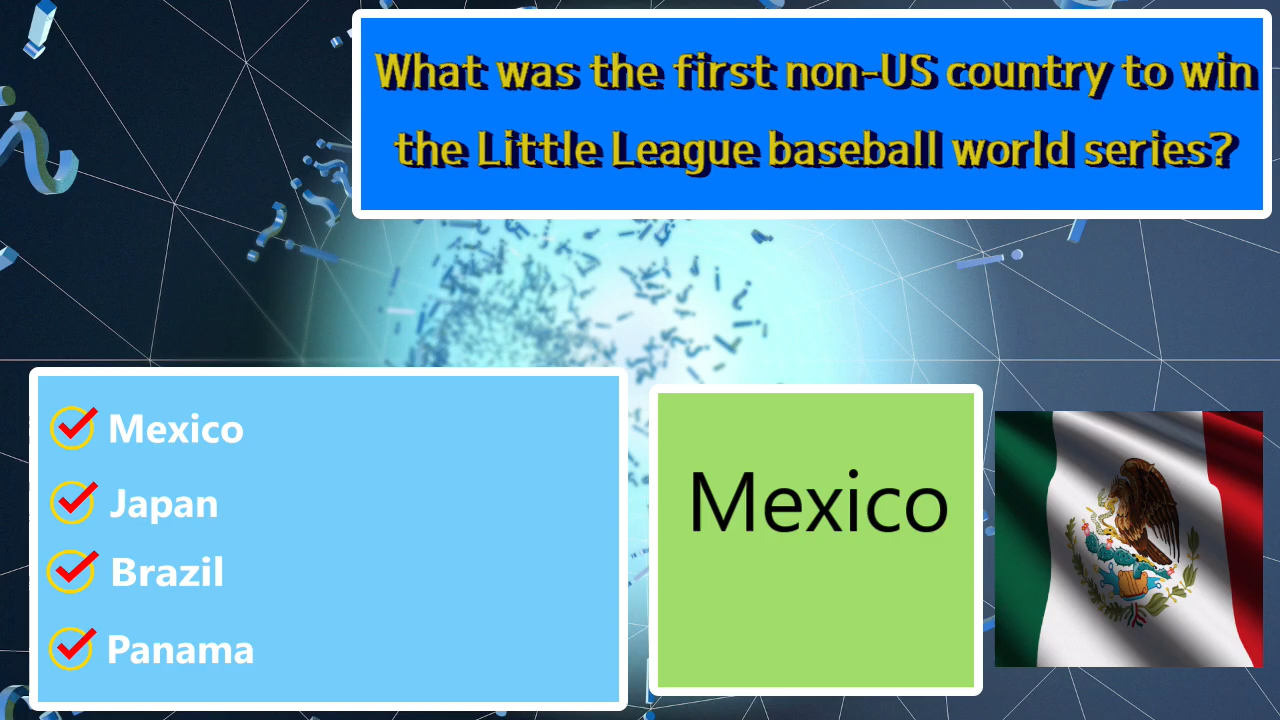 What was the first non-US country to win
the Little League baseball world series?
Mexico
Japan
Brazil
Panama
Mexico